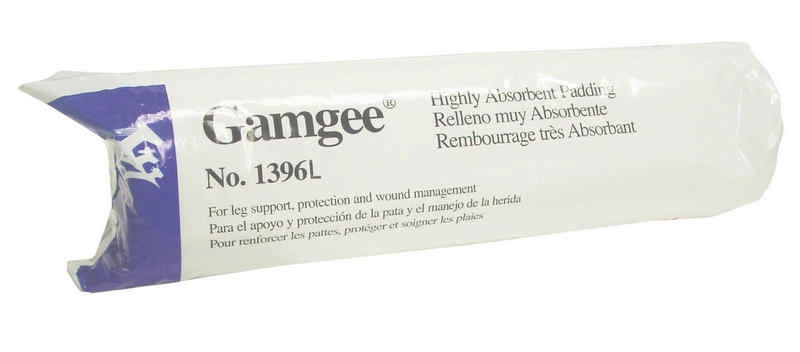 Gamgee®
No. 1396L
Highly Absorbent Padding
Relleno muy Absorbente
Rembourrage très Absorbant
For leg support, protection and wound management
Para el apoyo y protección de la pata y el manejo de la herida
Pour renforcer les pattes, protéger et soigner les plaies